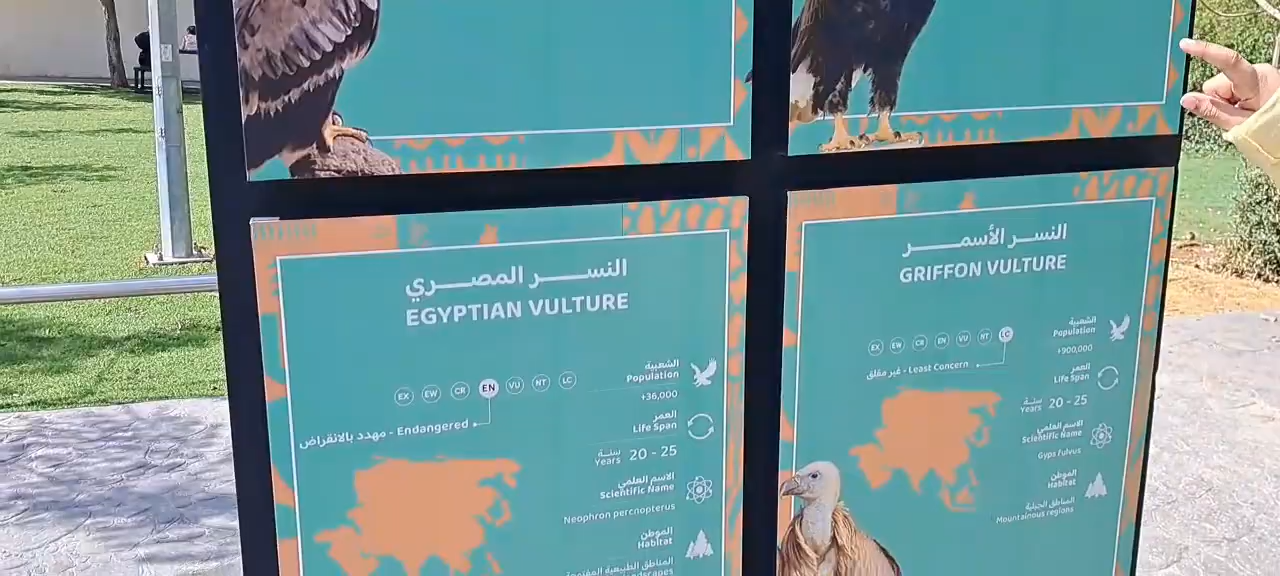 النسر المصري
EGYPTIAN VULTURE
الشعبية
Population
+36,000
EX EW CR EN VU NT LC
مهدد بالانقراض - Endangered
العمر
Life Span
سنة
Years 20 - 25
الاسم العلمي
Scientific Name
Neophron percnopterus
الموطن
Habitat
المناطق الطبيعية المفتوحة
النسر الأسمر
GRIFFON VULTURE
الشعبية
Population
+900,000
EX EW CR EN VU NT LC
غير مقلق - Least Concern
العمر
Life Span
سنة
Years 20 - 25
الاسم العلمي
Scientific Name
Gyps fulvus
الموطن
Habitat
المناطق الجبلية
Mountainous regions